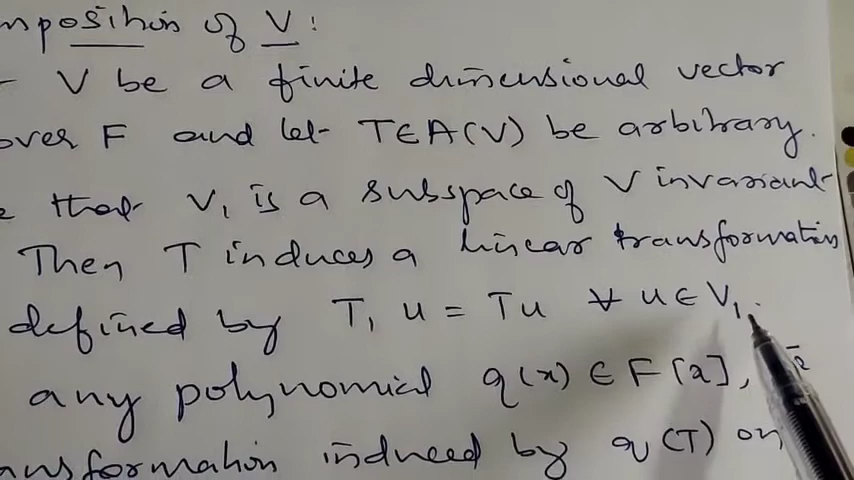 mposition of V :
V be a finite dimensional vector
over F and let T∈A(V) be arbitrary.
that V₁ is a subspace of V invariant
Then T induces a linear transformation
defined by T₁ u = Tu ∀ u ∈ V₁.
any polynomial q(x) ∈ F[x],
ansformation induced by q(T) on